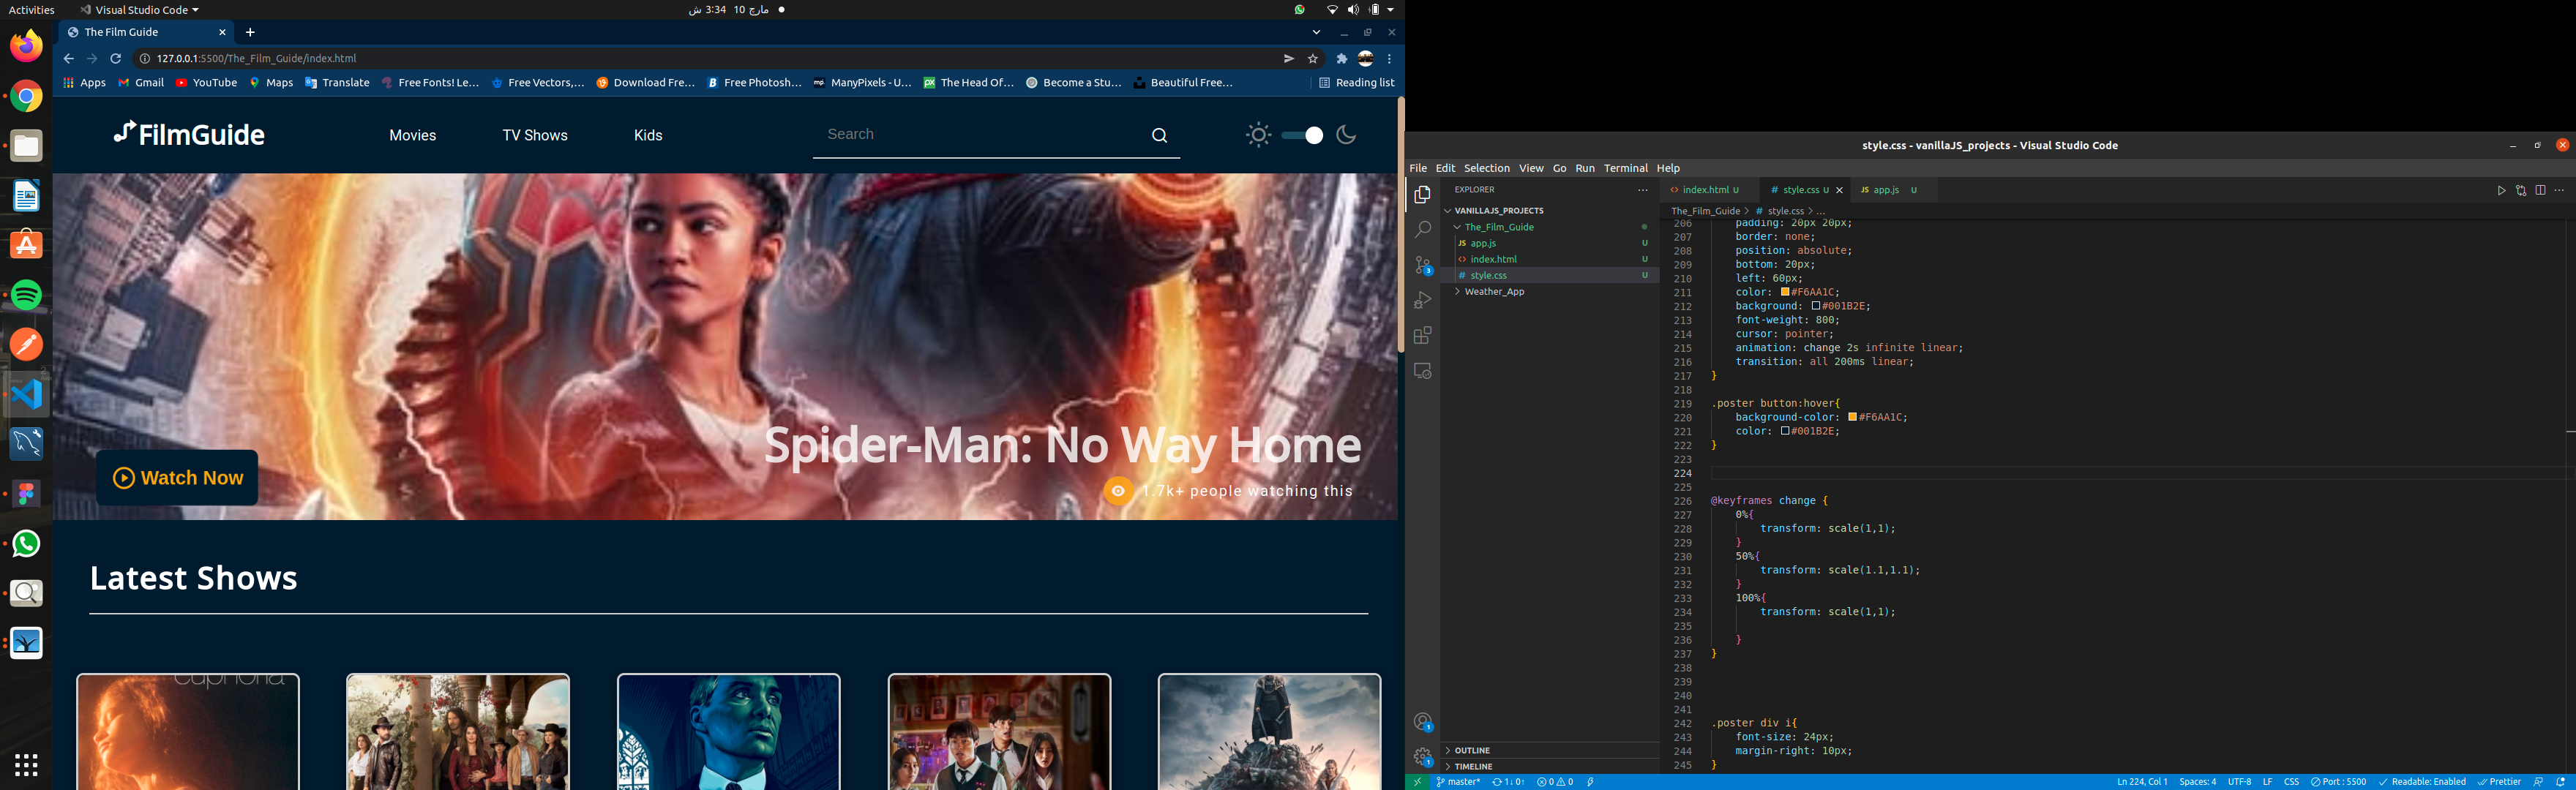 Activities
Visual Studio Code
ش 3:34 مارچ 10
The Film Guide
127.0.0.1:5500/The_Film_Guide/index.html
Apps
Gmail
YouTube
Maps
Translate
Free Fonts! Le...
Free Vectors,...
Download Fre...
Free Photosh...
ManyPixels - U...
The Head Of...
Become a Stu...
Beautiful Free...
Reading list
FilmGuide
Movies
TV Shows
Kids
Search
Spider-Man: No Way Home
Watch Now
1.7k+ people watching this
Latest Shows
euphoria
style.css - vanillaJS_projects - Visual Studio Code
File Edit Selection View Go Run Terminal Help
EXPLORER
VANILLAJS_PROJECTS
The_Film_Guide
JS app.js U
<> index.html U
# style.css U
Weather_App
OUTLINE
TIMELINE
<> index.html U
# style.css U
JS app.js U
The_Film_Guide > # style.css > ...
206 padding: 20px 20px;
207 border: none;
208 position: absolute;
209 bottom: 20px;
210 left: 60px;
211 color: #F6AA1C;
212 background: #001B2E;
213 font-weight: 800;
214 cursor: pointer;
215 animation: change 2s infinite linear;
216 transition: all 200ms linear;
217 }
218
219 .poster button:hover{
220 background-color: #F6AA1C;
221 color: #001B2E;
222 }
223
224
225
226 @keyframes change {
227 0%{
228 transform: scale(1,1);
229 }
230 50%{
231 transform: scale(1.1,1.1);
232 }
233 100%{
234 transform: scale(1,1);
235
236 }
237 }
238
239
240
241
242 .poster div i{
243 font-size: 24px;
244 margin-right: 10px;
245 }
master* 1↓ 0↑ 0 0
Ln 224, Col 1 Spaces: 4 UTF-8 LF CSS Port : 5500 Readable: Enabled Prettier